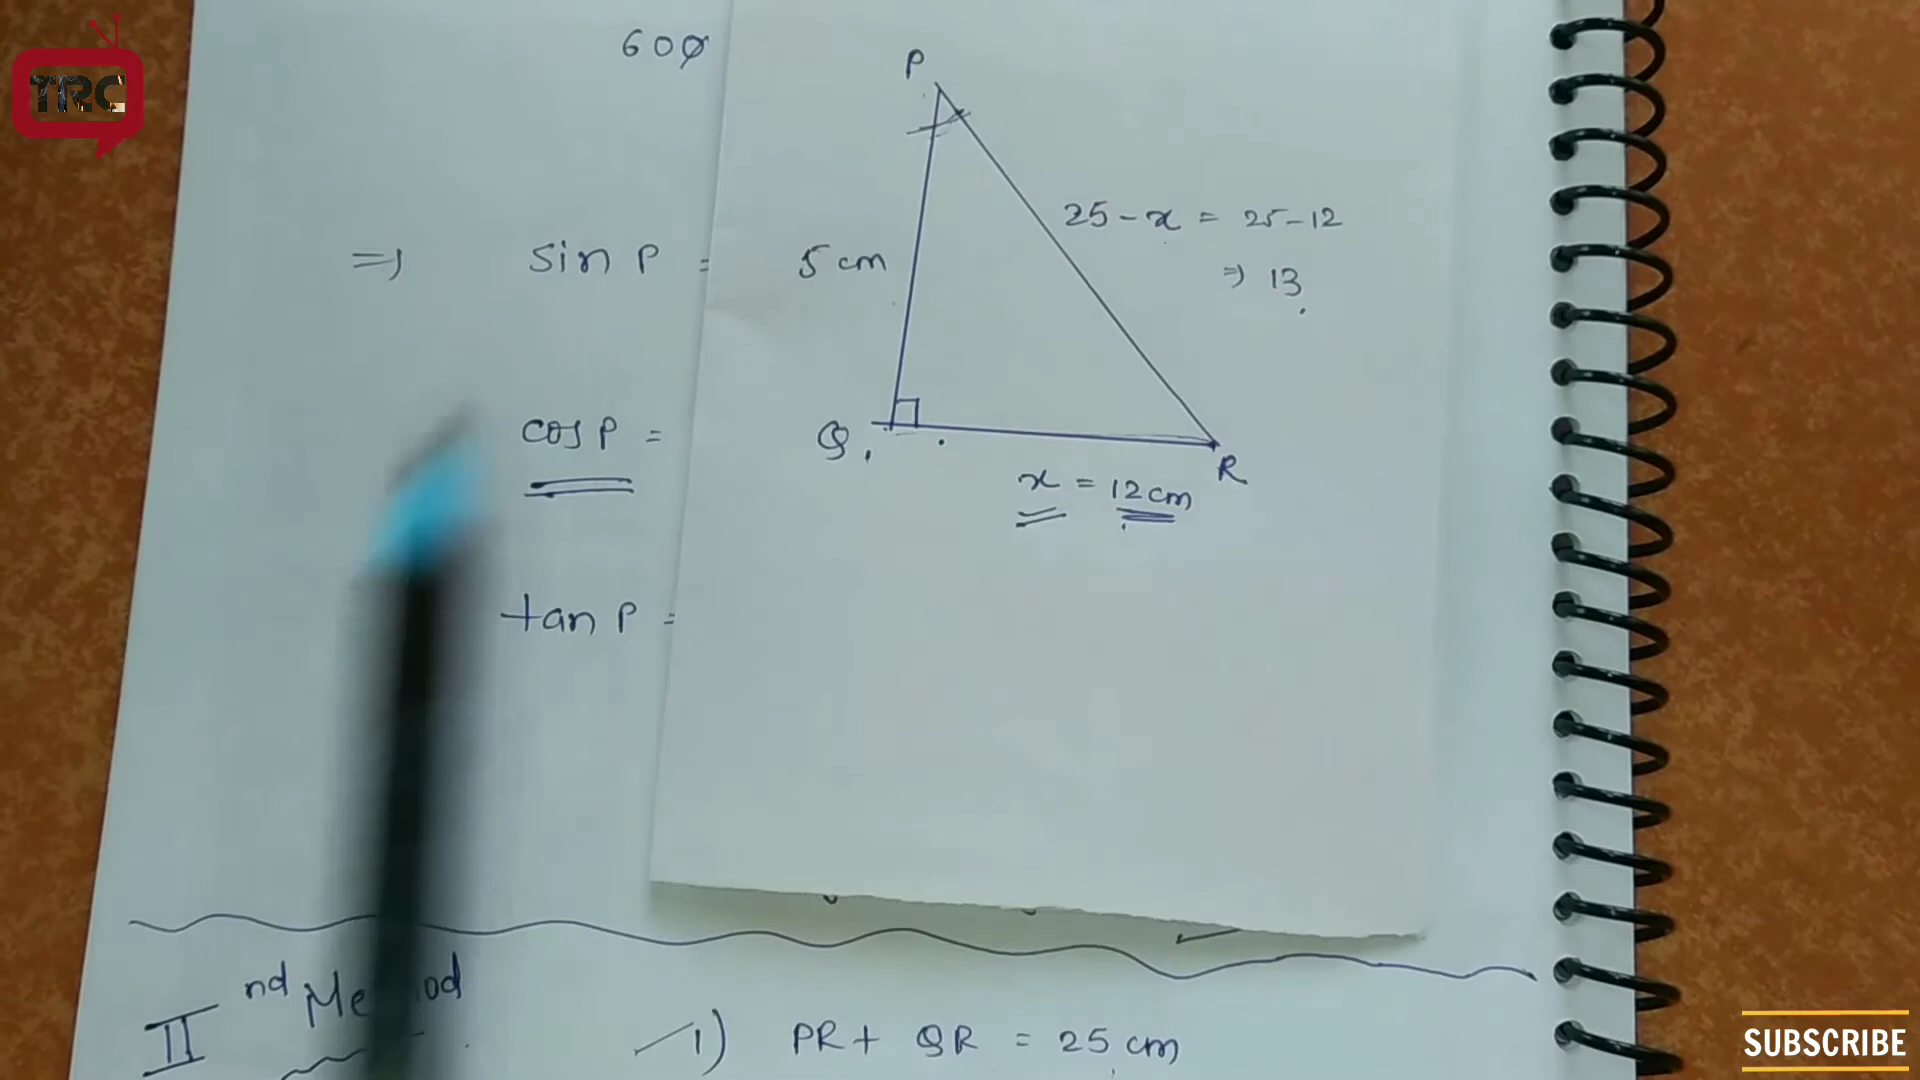 TRC
600
P
25 - x = 25 - 12
⇒ 13
⇒ sin P =
5 cm
cos P =
Q
R
x = 12 cm
tan P =
II nd Me od
1) PR + QR = 25 cm
SUBSCRIBE